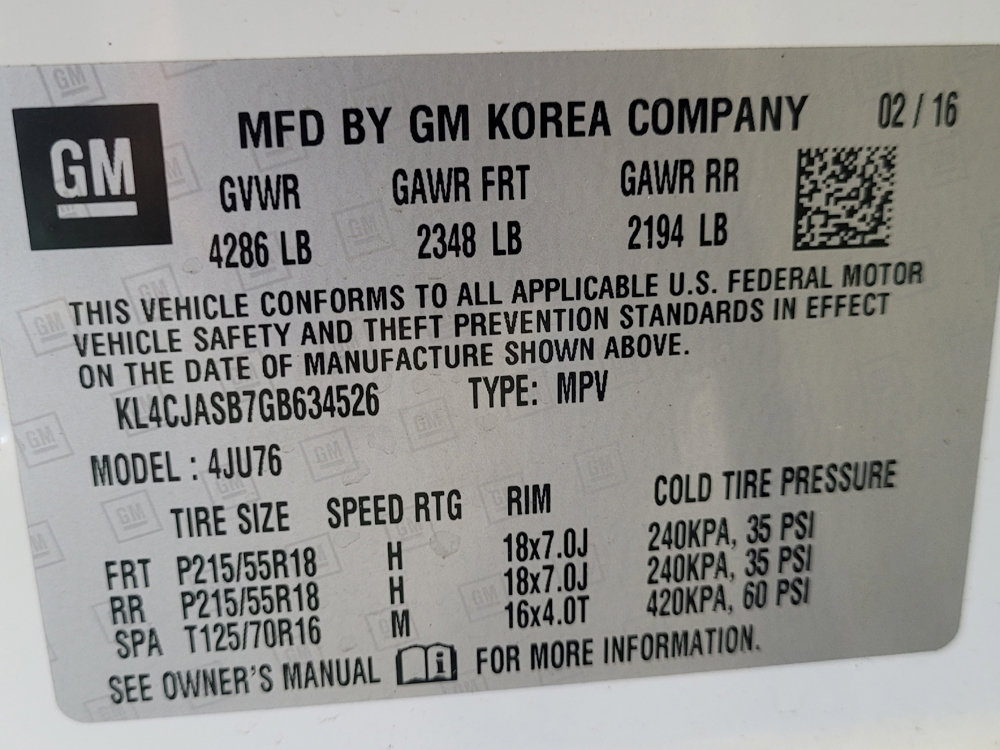 GM
MFD BY GM KOREA COMPANY 02 / 16
GVWR GAWR FRT GAWR RR
4286 LB 2348 LB 2194 LB
THIS VEHICLE CONFORMS TO ALL APPLICABLE U.S. FEDERAL MOTOR
VEHICLE SAFETY AND THEFT PREVENTION STANDARDS IN EFFECT
ON THE DATE OF MANUFACTURE SHOWN ABOVE.
KL4CJASB7GB634526 TYPE: MPV
MODEL : 4JU76
TIRE SIZE SPEED RTG RIM COLD TIRE PRESSURE
FRT P215/55R18 H 18x7.0J 240KPA, 35 PSI
RR P215/55R18 H 18x7.0J 240KPA, 35 PSI
SPA T125/70R16 M 16x4.0T 420KPA, 60 PSI
SEE OWNER'S MANUAL i FOR MORE INFORMATION.